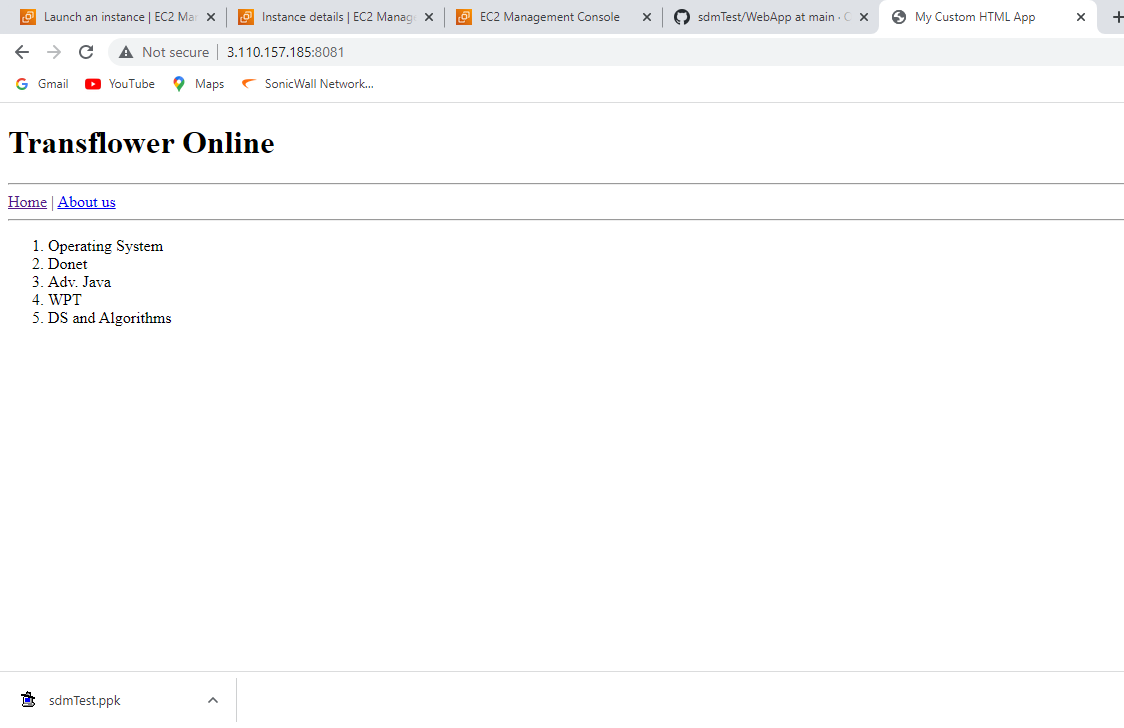 Launch an instance | EC2 Ma
Instance details | EC2 Manag
EC2 Management Console
sdmTest/WebApp at main ·
My Custom HTML App
Not secure
3.110.157.185:8081
Gmail
YouTube
Maps
SonicWall Network...
Transflower Online
Home | About us
1. Operating System
2. Donet
3. Adv. Java
4. WPT
5. DS and Algorithms
sdmTest.ppk